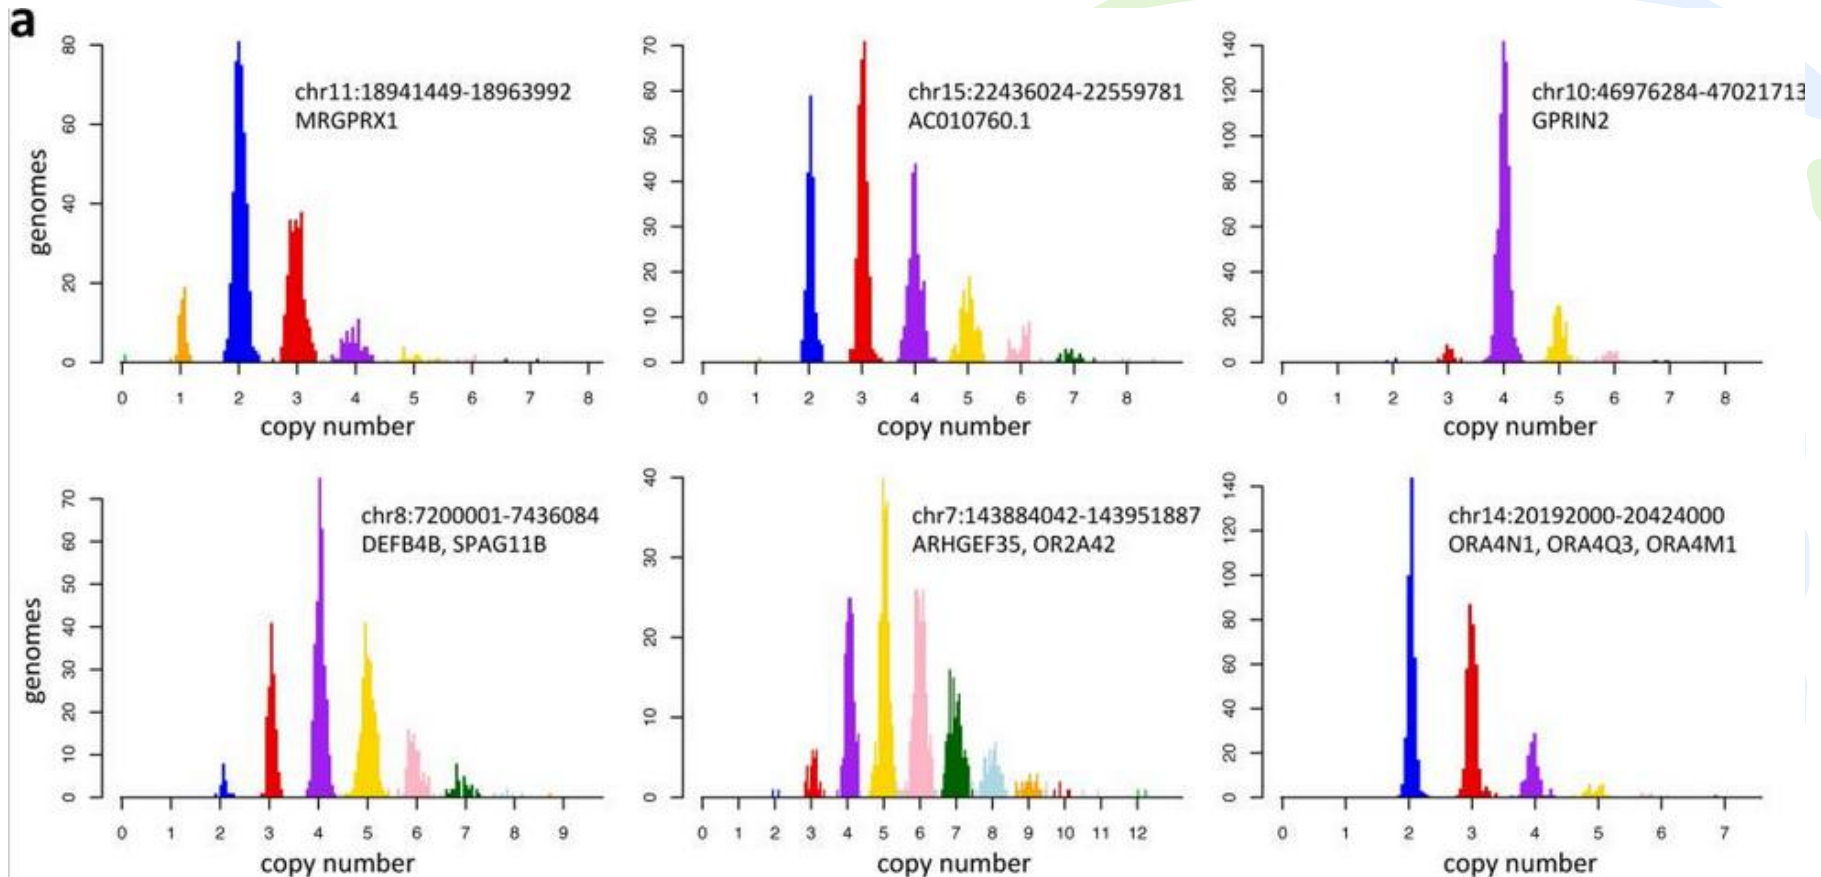 a
80
60
40
20
0
genomes
chr11:18941449-18963992
MRGPRX1
0 1 2 3 4 5 6 7 8
copy number
70
60
50
40
30
20
10
0
chr15:22436024-22559781
AC010760.1
0 1 2 3 4 5 6 7 8
copy number
140
120
100
80
60
40
20
0
chr10:46976284-47021713
GPRIN2
0 1 2 3 4 5 6 7 8
copy number
70
60
50
40
30
20
10
0
genomes
chr8:7200001-7436084
DEFB4B, SPAG11B
0 1 2 3 4 5 6 7 8 9
copy number
40
30
20
10
0
chr7:143884042-143951887
ARHGEF35, OR2A42
0 1 2 3 4 5 6 7 8 9 10 11 12
copy number
140
120
100
80
60
40
20
0
chr14:20192000-20424000
ORA4N1, ORA4Q3, ORA4M1
0 1 2 3 4 5 6 7
copy number